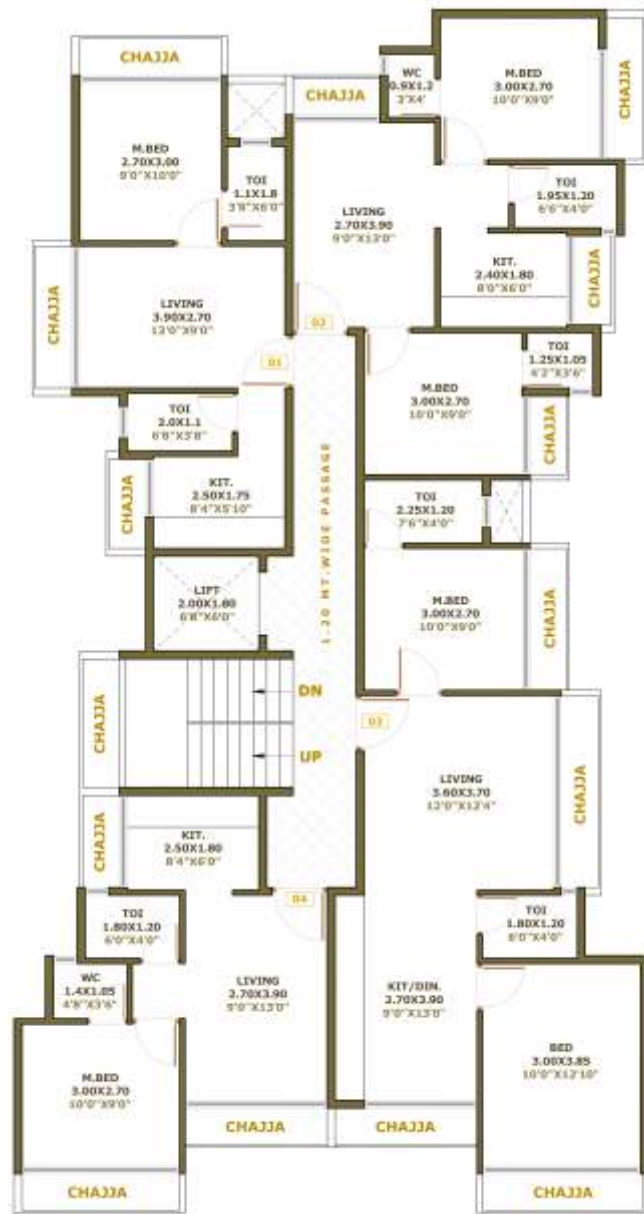 CHAJJA
M.BED
2.70X3.00
9'0"X10'0"
TOI
1.1X1.8
3'8"X6'0"
CHAJJA
WC
0.9X1.2
3'X4'
M.BED
3.00X2.70
10'0"X9'0"
CHAJJA
LIVING
2.70X3.90
9'0"X13'0"
TOI
1.95X1.20
6'6"X4'0"
KIT.
2.40X1.80
8'0"X6'0"
CHAJJA
CHAJJA
LIVING
3.90X2.70
13'0"X9'0"
01
02
M.BED
3.00X2.70
10'0"X9'0"
TOI
1.25X1.05
CHAJJA
TOI
2.0X1.1
6'8"X3'8"
CHAJJA
KIT.
2.50X1.75
8'4"X5'10"
1.20 MT.WIDE PASSAGE
TOI
2.25X1.20
7'6"X4'0"
LIFT
2.00X1.80
6'8"X6'0"
M.BED
3.00X2.70
10'0"X9'0"
CHAJJA
CHAJJA
DN
UP
03
LIVING
3.60X3.70
12'0"X12'4"
CHAJJA
CHAJJA
KIT.
2.50X1.80
8'4"X6'0"
04
TOI
1.80X1.20
6'0"X4'0"
TOI
1.80X1.20
6'0"X4'0"
WC
1.4X1.05
4'8"X3'6"
LIVING
2.70X3.90
9'0"X13'0"
KIT/DIN.
2.70X3.90
9'0"X13'0"
M.BED
3.00X2.70
10'0"X9'0"
BED
3.00X3.85
10'0"X12'10"
CHAJJA
CHAJJA
CHAJJA
CHAJJA